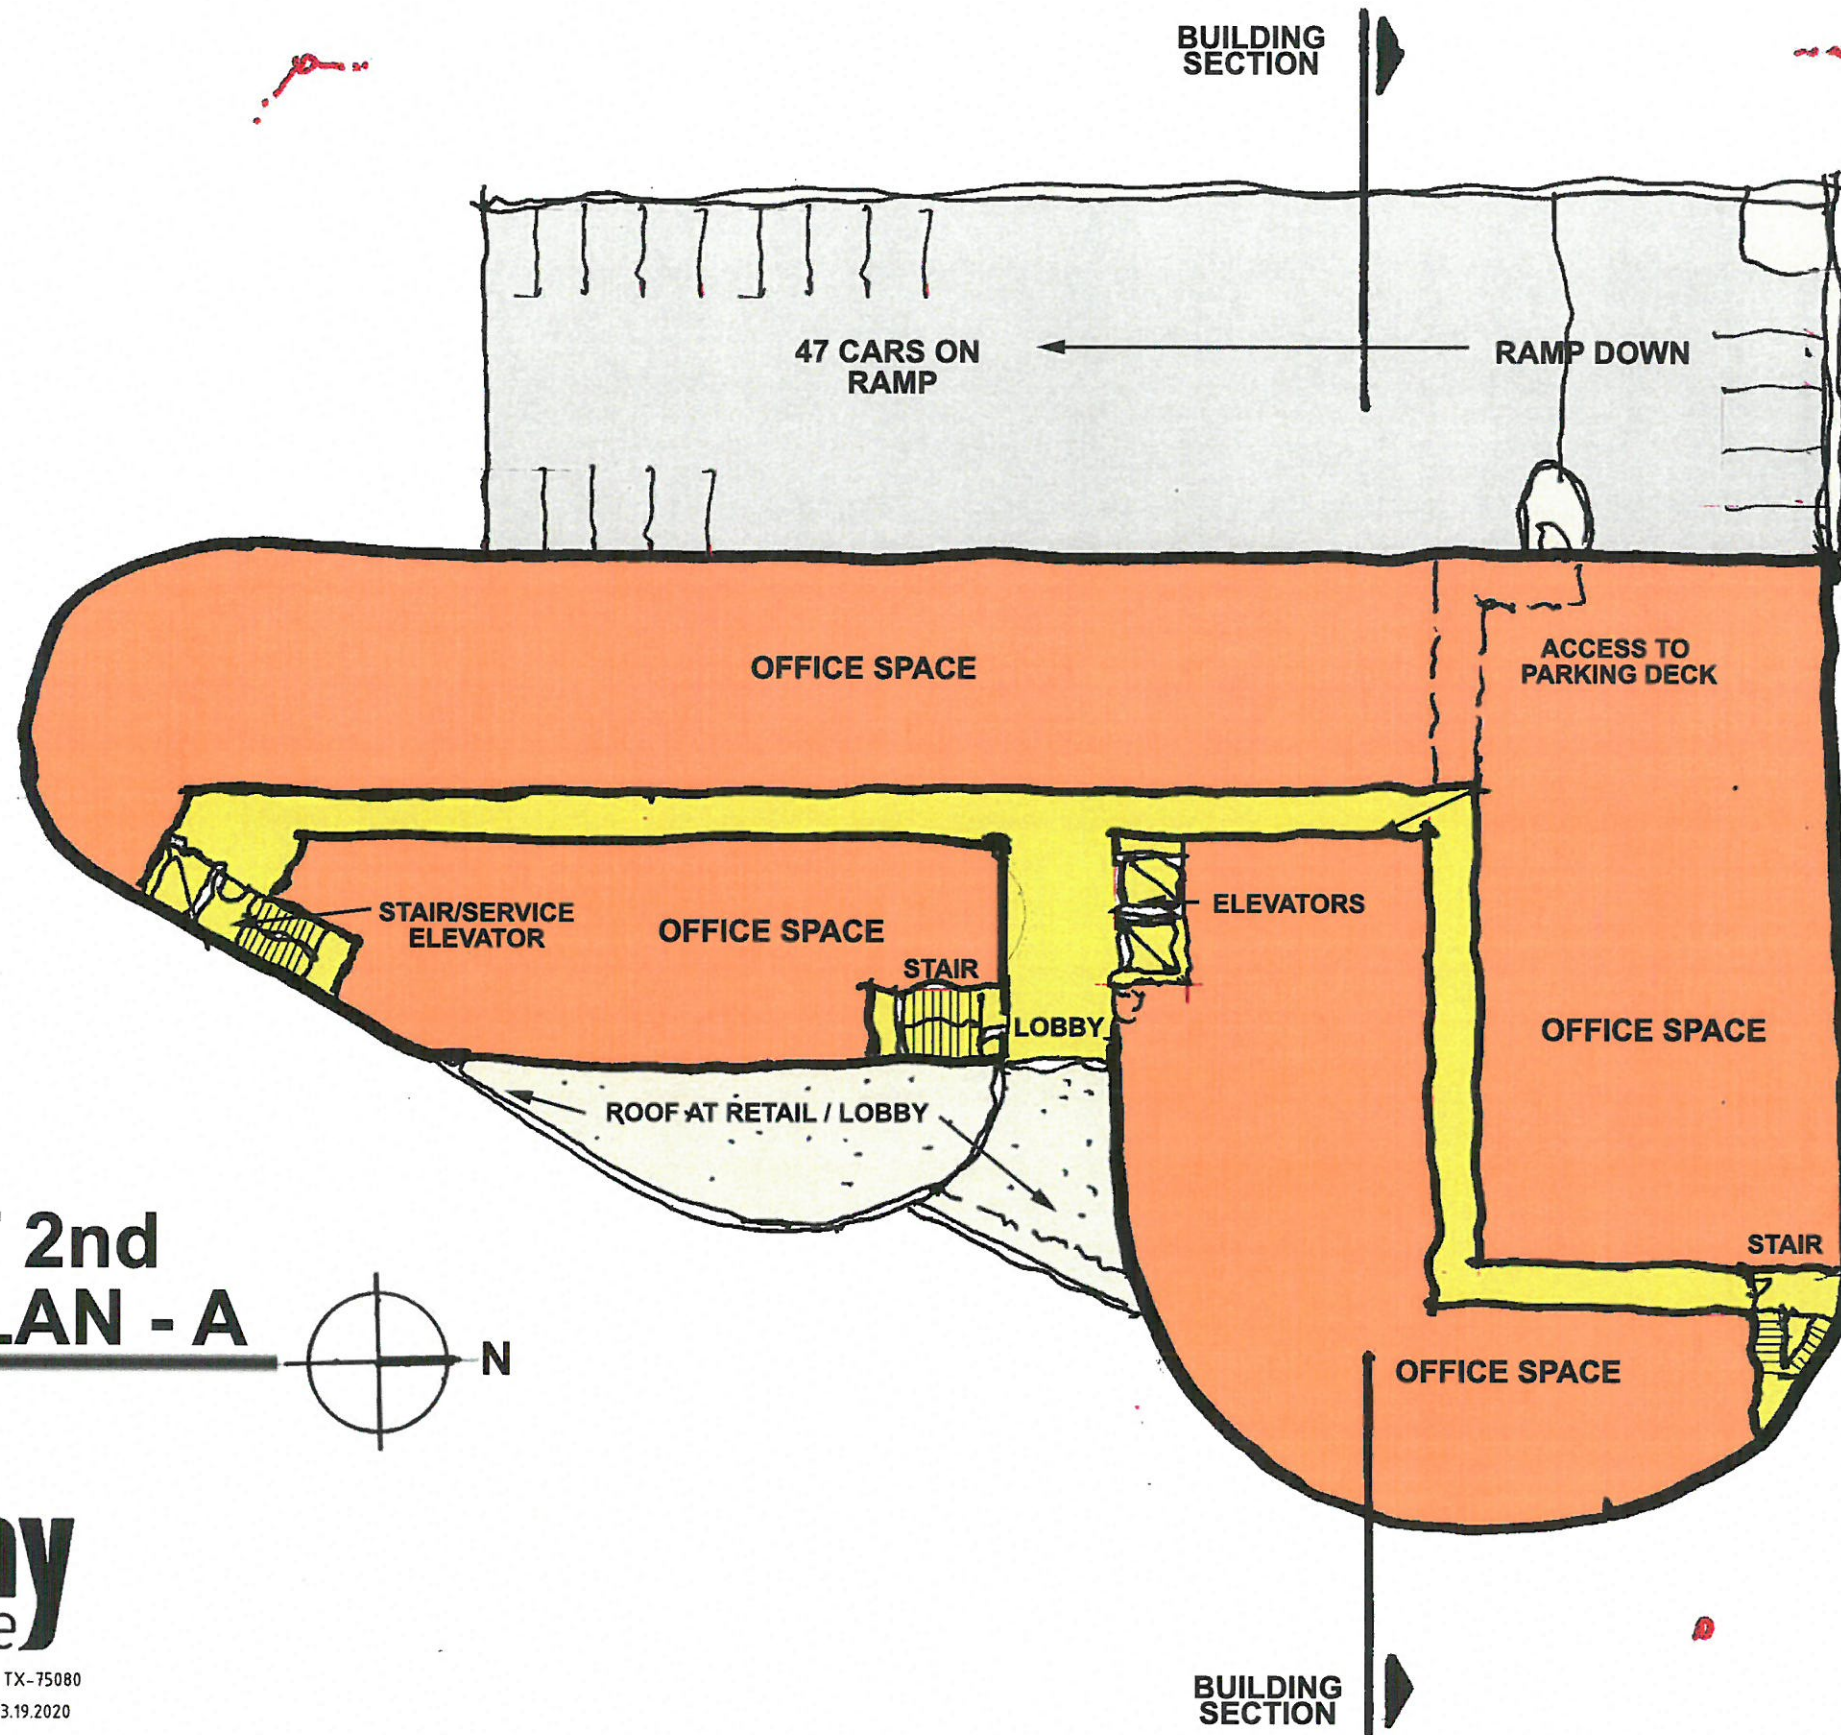 BUILDING
SECTION
47 CARS ON
RAMP
RAMP DOWN
OFFICE SPACE
ACCESS TO
PARKING DECK
STAIR/SERVICE
ELEVATOR
OFFICE SPACE
STAIR
LOBBY
ELEVATORS
OFFICE SPACE
ROOF AT RETAIL / LOBBY
STAIR
OFFICE SPACE
2nd
LAN - A
N
ny
e
TX-75080
3.19.2020
BUILDING
SECTION